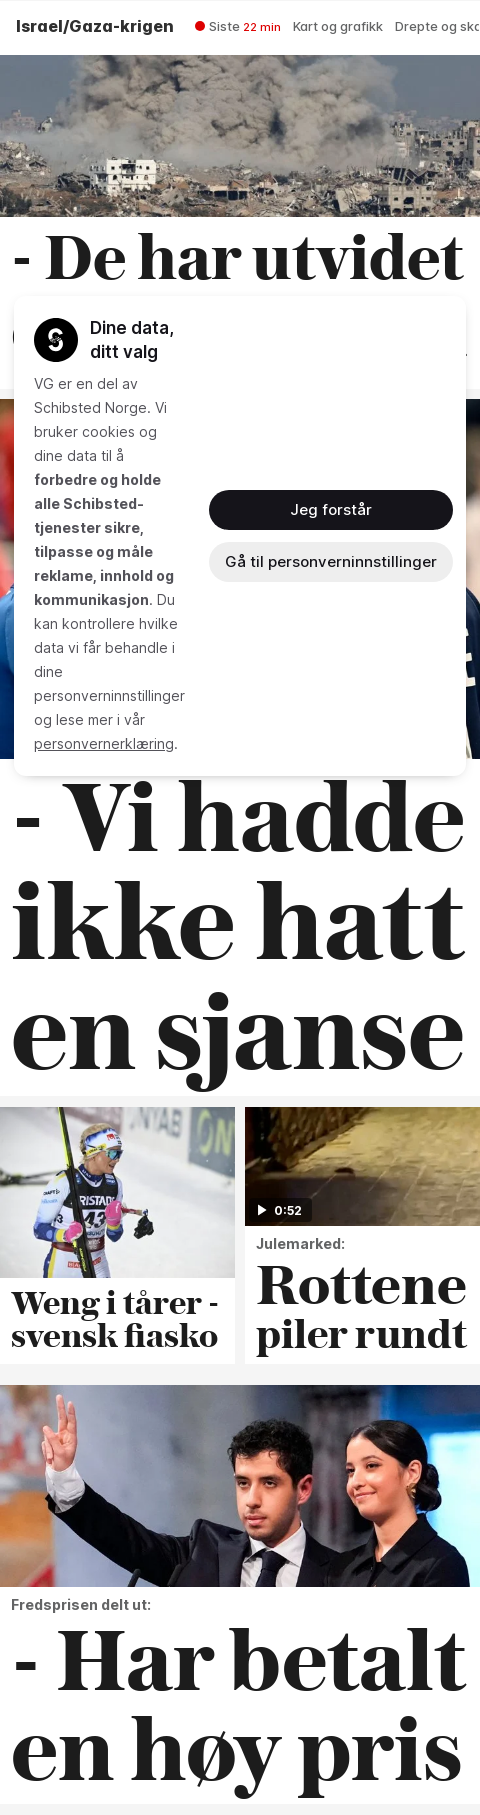 Israel/Gaza-krigen
Siste 22 min Kart og grafikk Drepte og ska
- De har utvidet
Dine data,
ditt valg
VG er en del av
Schibsted Norge. Vi
bruker cookies og
dine data til å
forbedre og holde
alle Schibsted-
tjenester sikre,
tilpasse og måle
reklame, innhold og
kommunikasjon. Du
kan kontrollere hvilke
data vi får behandle i
dine
personverninnstillinger
og lese mer i vår
personvernerklæring.
Jeg forstår
Gå til personverninnstillinger
- Vi hadde
ikke hatt
en sjanse
43
Weng i tårer -
svensk fiasko
0:52
Julemarked:
Rottene
piler rundt
Fredsprisen delt ut:
- Har betalt
en høy pris